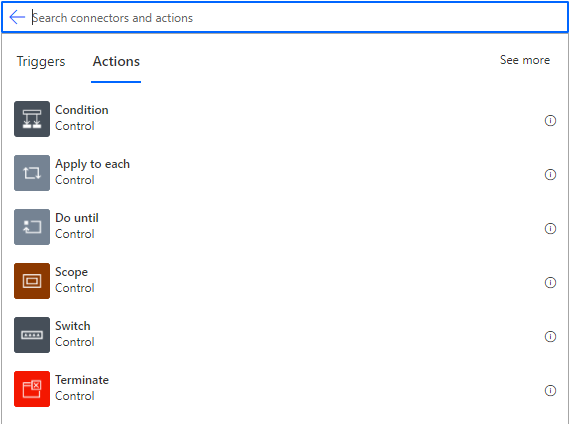 Search connectors and actions
Triggers Actions See more
Condition
Control
Apply to each
Control
Do until
Control
Scope
Control
Switch
Control
Terminate
Control